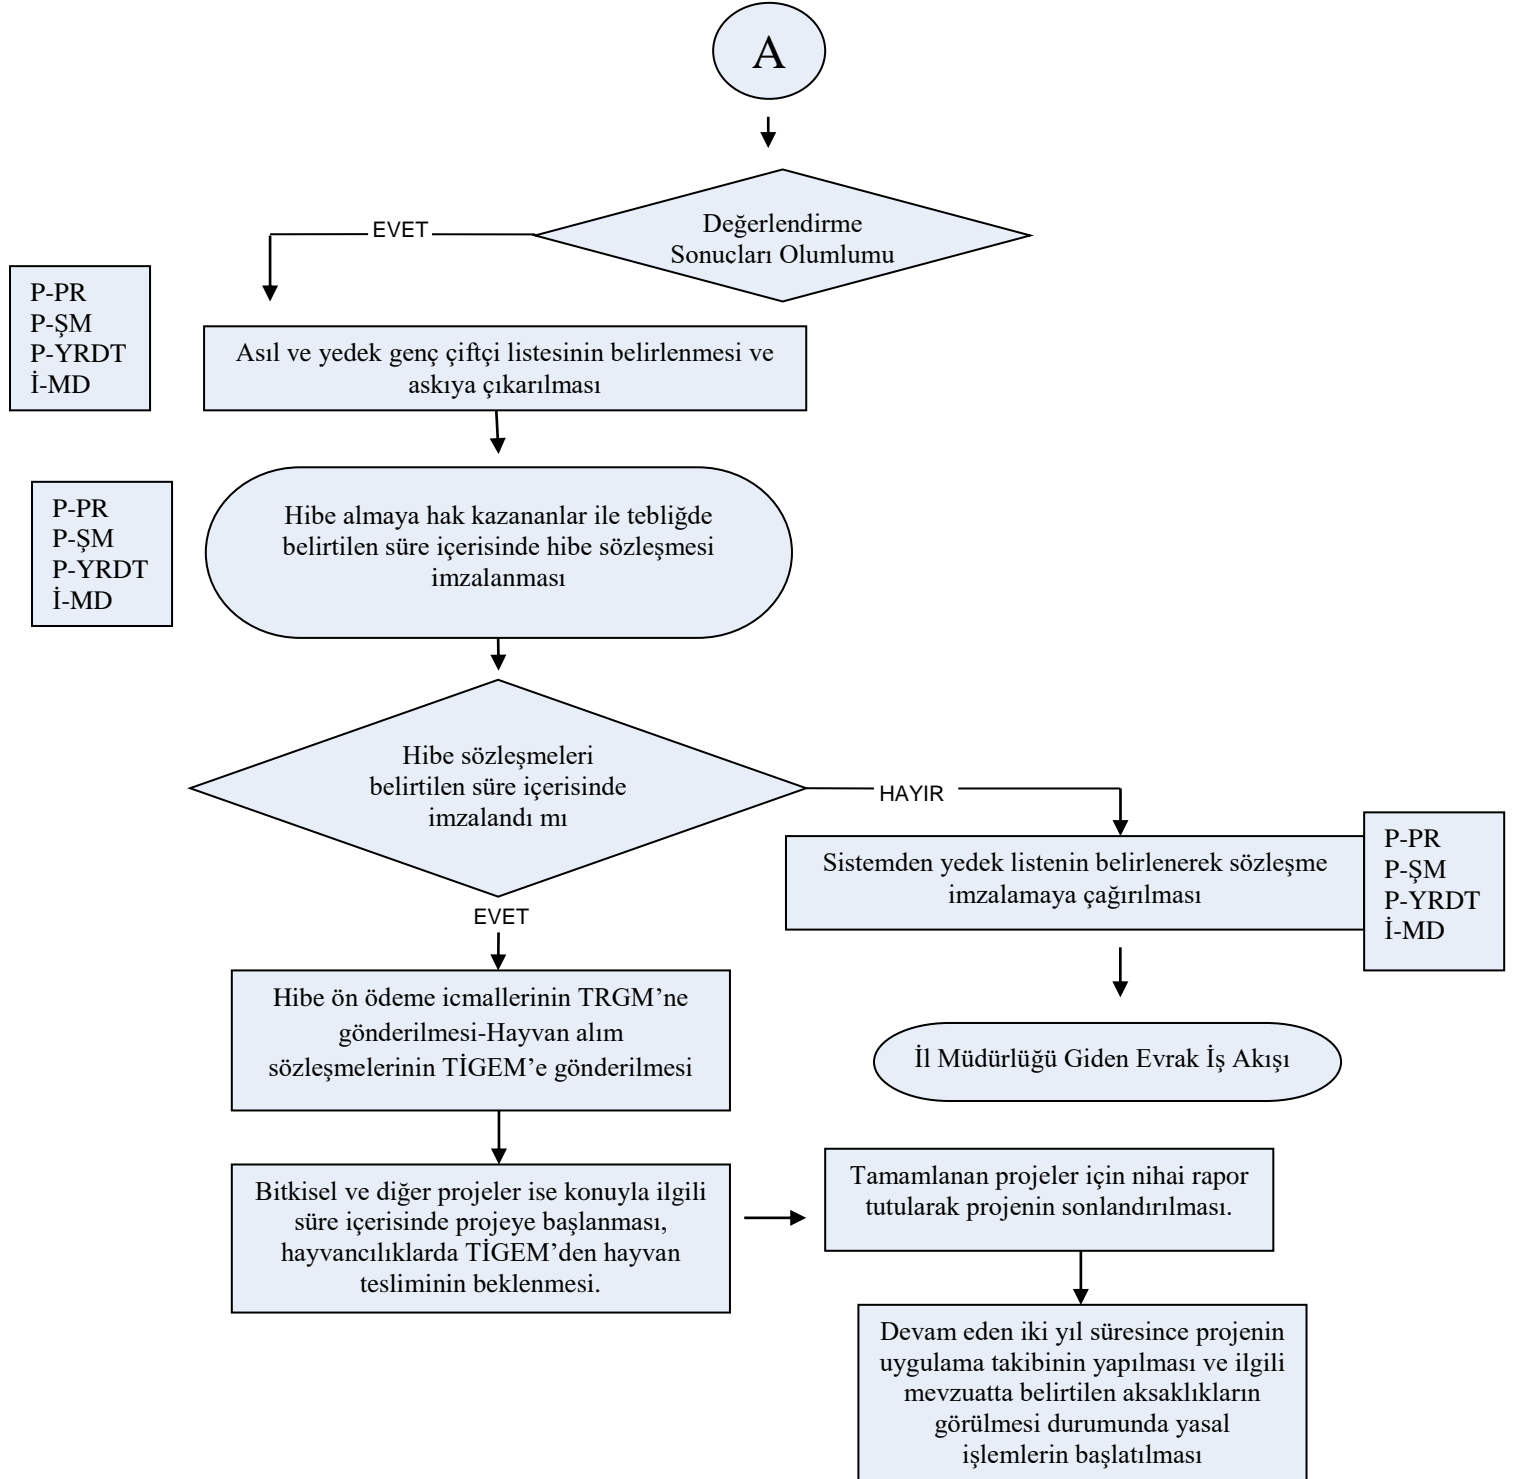 A
Değerlendirme
Sonucları Olumlumu
EVET
P-PR
P-ŞM
P-YRDT
İ-MD
Asıl ve yedek genç çiftçi listesinin belirlenmesi ve
askıya çıkarılması
P-PR
P-ŞM
P-YRDT
İ-MD
Hibe almaya hak kazananlar ile tebliğde
belirtilen süre içerisinde hibe sözleşmesi
imzalanması
Hibe sözleşmeleri
belirtilen süre içerisinde
imzalandı mı
HAYIR
Sistemden yedek listenin belirlenerek sözleşme
imzalamaya çağırılması
P-PR
P-ŞM
P-YRDT
İ-MD
EVET
Hibe ön ödeme icmallerinin TRGM’ne
gönderilmesi-Hayvan alım
sözleşmelerinin TİGEM’e gönderilmesi
İl Müdürlüğü Giden Evrak İş Akışı
Bitkisel ve diğer projeler ise konuyla ilgili
süre içerisinde projeye başlanması,
hayvancılıklarda TİGEM’den hayvan
tesliminin beklenmesi.
Tamamlanan projeler için nihai rapor
tutularak projenin sonlandırılması.
Devam eden iki yıl süresince projenin
uygulama takibinin yapılması ve ilgili
mevzuatta belirtilen aksaklıkların
görülmesi durumunda yasal
işlemlerin başlatılması